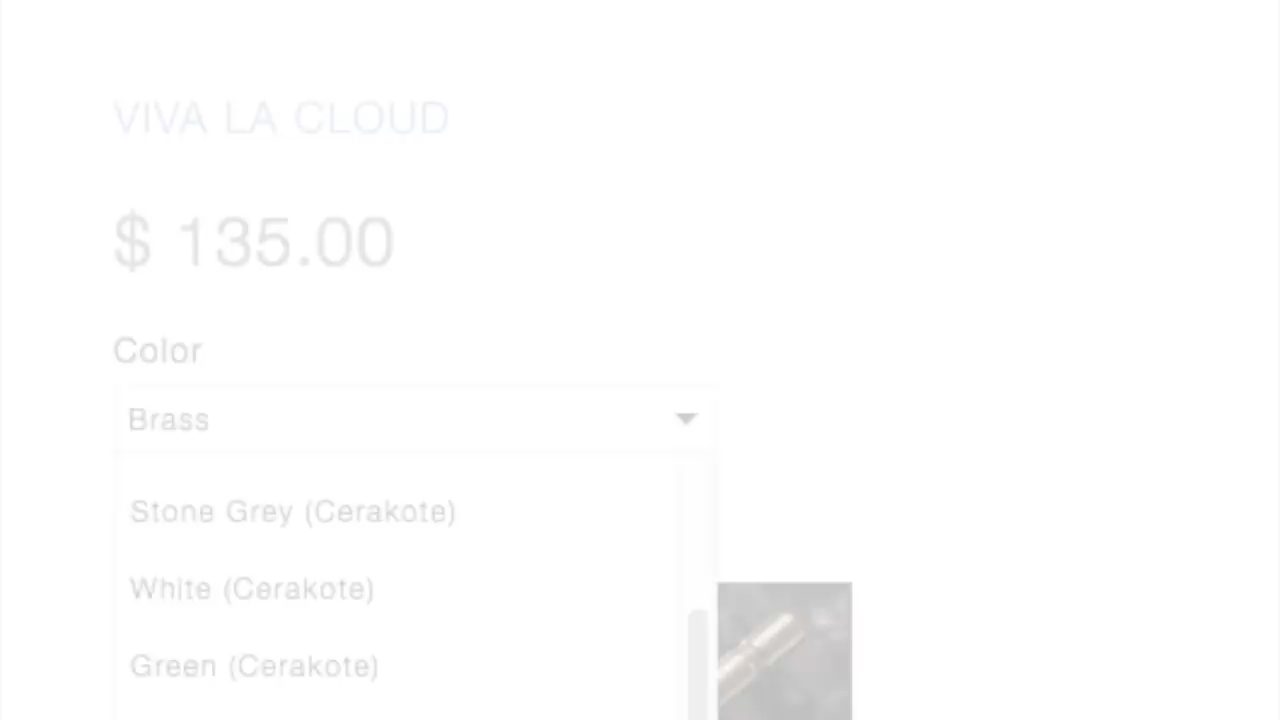 VIVA LA CLOUD
$ 135.00
Color
Brass
Stone Grey (Cerakote)
White (Cerakote)
Green (Cerakote)